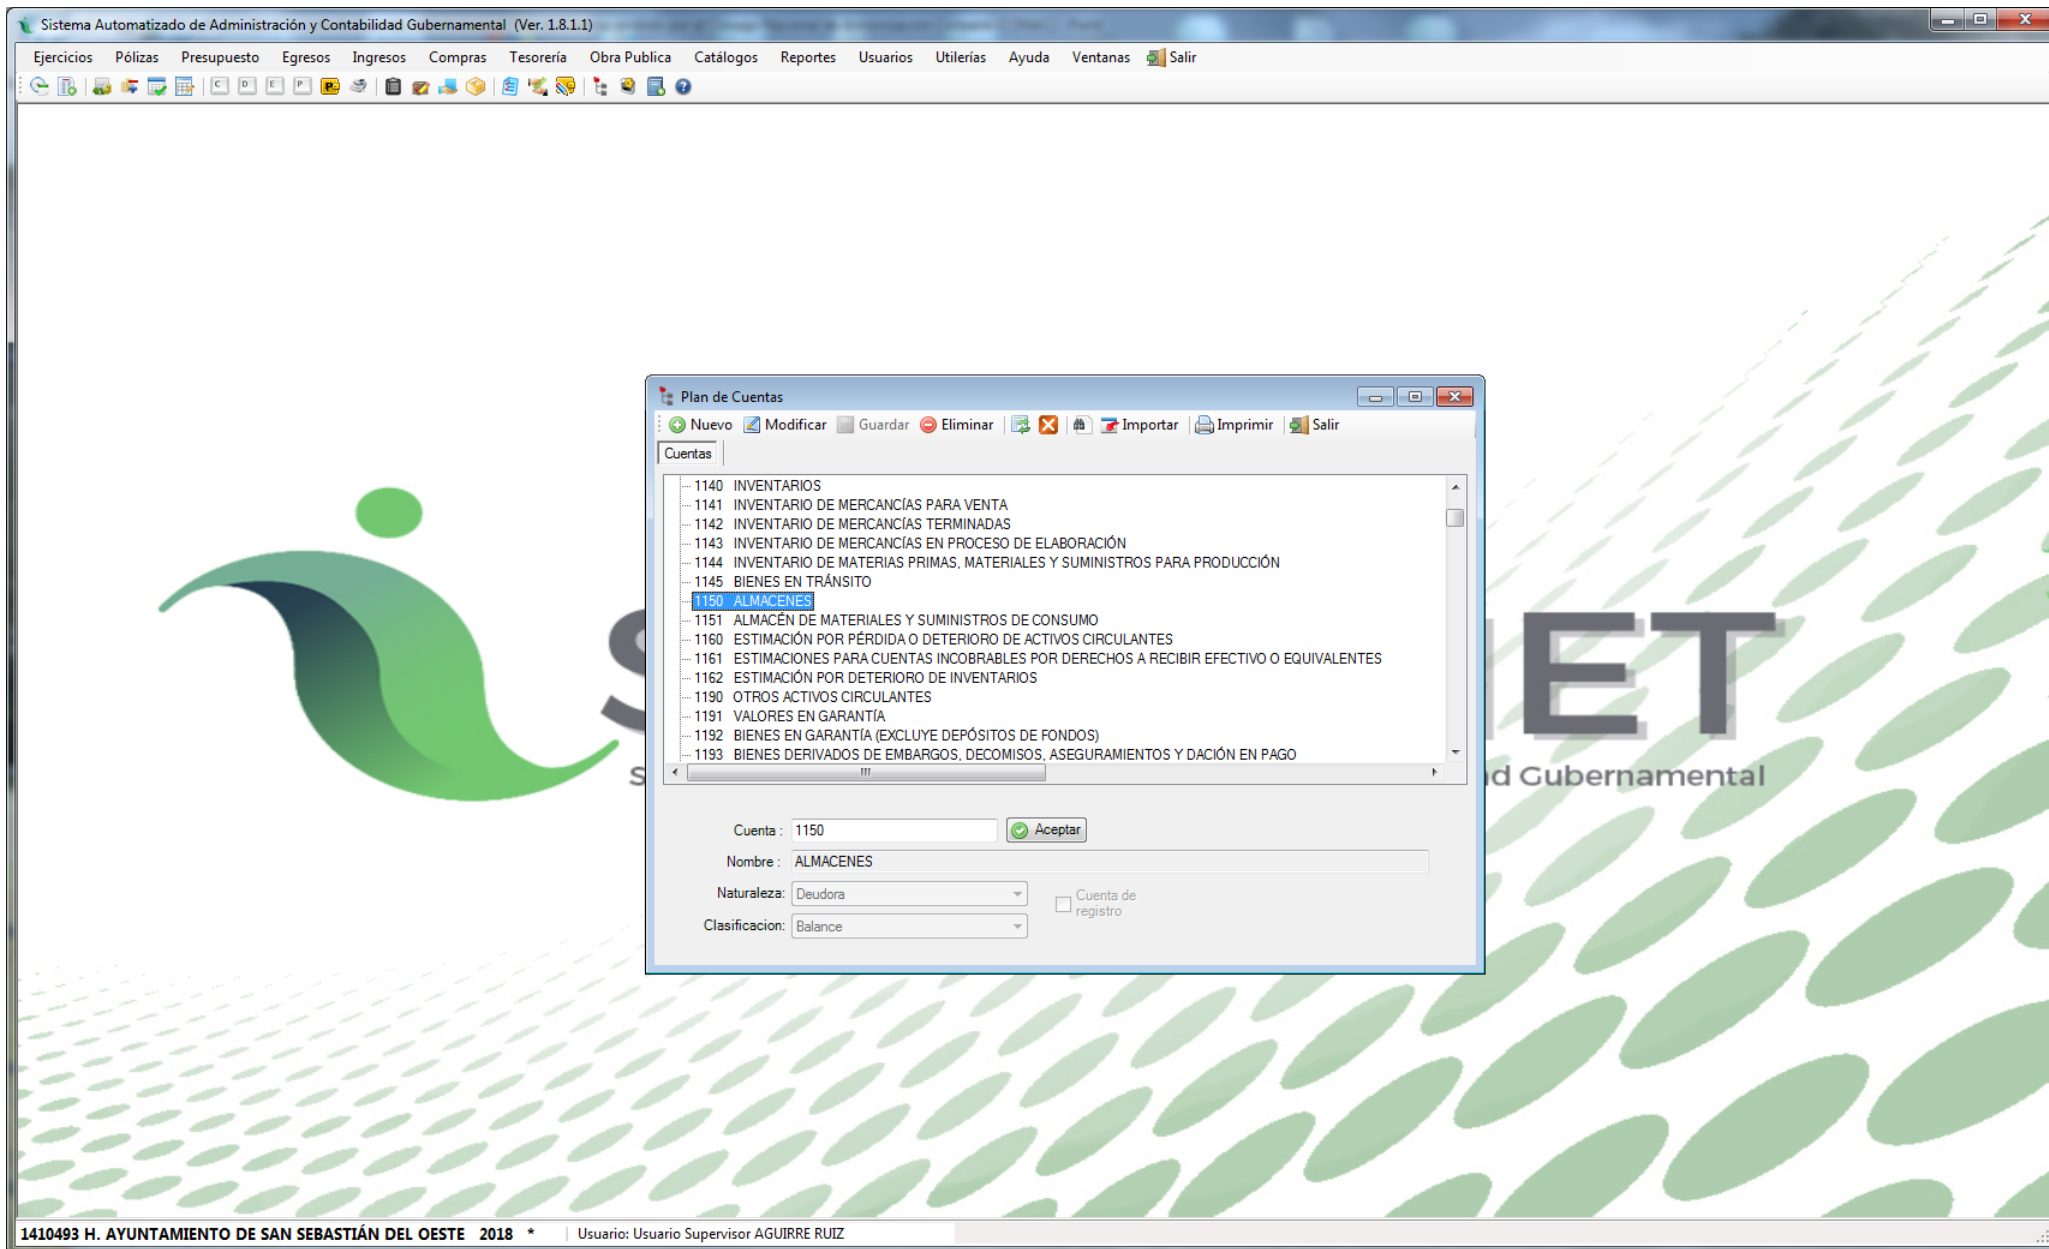 Sistema Automatizado de Administración y Contabilidad Gubernamental (Ver. 1.8.1.1)
Ejercicios Pólizas Presupuesto Egresos Ingresos Compras Tesorería Obra Publica Catálogos Reportes Usuarios Utilerías Ayuda Ventanas Salir
C D E P
Plan de Cuentas
Nuevo Modificar Guardar Eliminar Importar Imprimir Salir
Cuentas
1140 INVENTARIOS
1141 INVENTARIO DE MERCANCÍAS PARA VENTA
1142 INVENTARIO DE MERCANCÍAS TERMINADAS
1143 INVENTARIO DE MERCANCÍAS EN PROCESO DE ELABORACIÓN
1144 INVENTARIO DE MATERIAS PRIMAS, MATERIALES Y SUMINISTROS PARA PRODUCCIÓN
1145 BIENES EN TRÁNSITO
1150 ALMACENES
1151 ALMACÉN DE MATERIALES Y SUMINISTROS DE CONSUMO
1160 ESTIMACIÓN POR PÉRDIDA O DETERIORO DE ACTIVOS CIRCULANTES
1161 ESTIMACIONES PARA CUENTAS INCOBRABLES POR DERECHOS A RECIBIR EFECTIVO O EQUIVALENTES
1162 ESTIMACIÓN POR DETERIORO DE INVENTARIOS
1190 OTROS ACTIVOS CIRCULANTES
1191 VALORES EN GARANTÍA
1192 BIENES EN GARANTÍA (EXCLUYE DEPÓSITOS DE FONDOS)
1193 BIENES DERIVADOS DE EMBARGOS, DECOMISOS, ASEGURAMIENTOS Y DACIÓN EN PAGO
S ET
S d Gubernamental
Cuenta : 1150 Aceptar
Nombre : ALMACENES
Naturaleza: Deudora Cuenta de
registro
Clasificacion: Balance
1410493 H. AYUNTAMIENTO DE SAN SEBASTIÁN DEL OESTE 2018 * Usuario: Usuario Supervisor AGUIRRE RUIZ